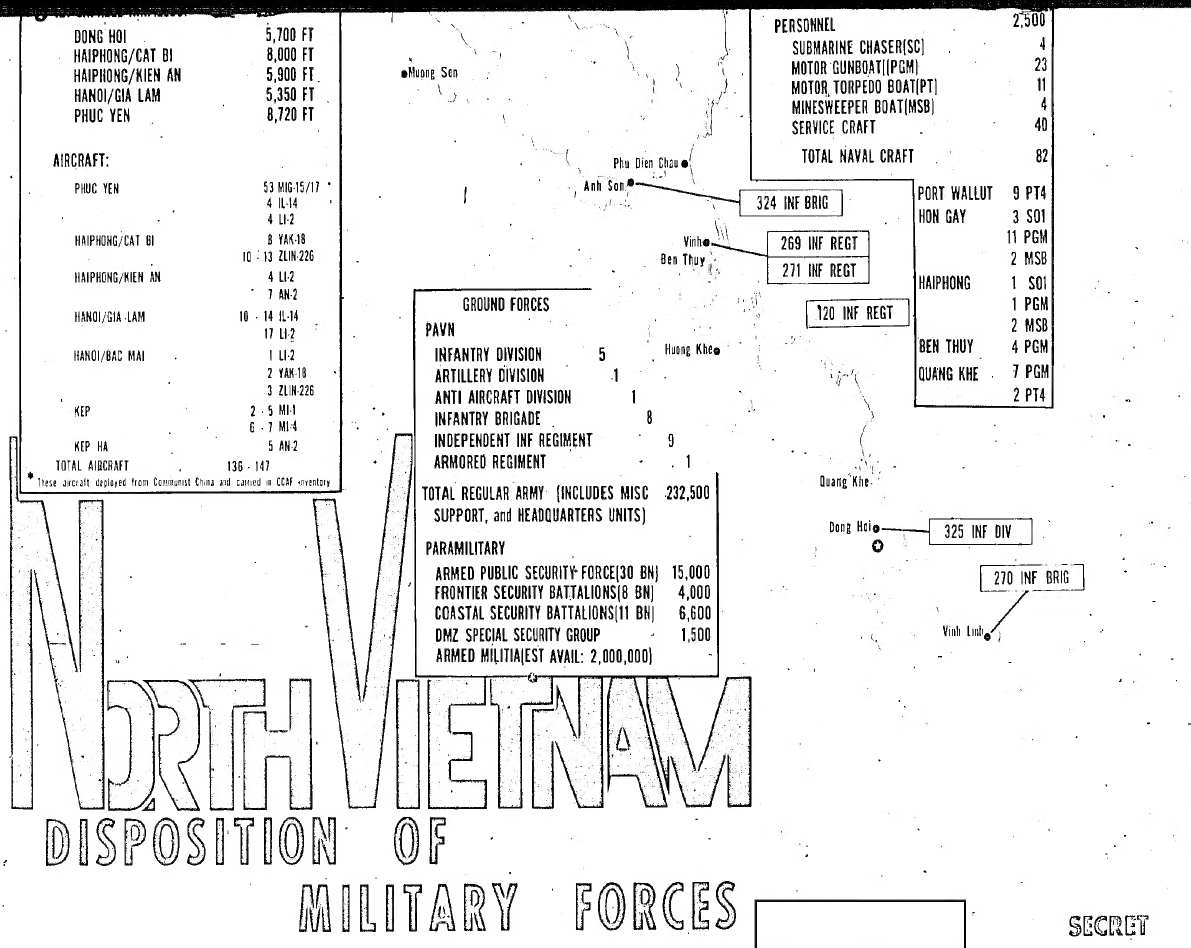 DONG HOI 5,700 FT
HAIPHONG/CAT BI 8,000 FT
HAIPHONG/KIEN AN 5,900 FT
HANOI/GIA LAM 5,350 FT
PHUC YEN 8,720 FT
AIRCRAFT:
PHUC YEN 53 MIG-15/17 *
4 IL-14
4 LI-2
HAIPHONG/CAT BI 8 YAK-18
10 - 13 ZLIN-226
HAIPHONG/KIEN AN 4 LI-2
7 AN-2
HANOI/GIA LAM 10 - 14 IL-14
17 LI-2
HANOI/BAC MAI 1 LI-2
2 YAK-18
3 ZLIN-226
KEP 2 - 5 MI-1
6 - 7 MI-4
KEP HA 5 AN-2
TOTAL AIRCRAFT 136 - 147
* These aircraft deployed from Communist China and carried in CCAF inventory
Muong Sen
Phu Dien Chau
Anh Son
324 INF BRIG
Vinh
Ben Thuy
269 INF REGT
271 INF REGT
120 INF REGT
Huong Khe
Quang Khe
Dong Hoi
325 INF DIV
270 INF BRIG
Vinh Linh
PERSONNEL 2,500
SUBMARINE CHASER(SC) 4
MOTOR GUNBOAT((PGM) 23
MOTOR TORPEDO BOAT(PT) 11
MINESWEEPER BOAT(MSB) 4
SERVICE CRAFT 40
TOTAL NAVAL CRAFT 82
PORT WALLUT 9 PT4
HON GAY 3 SO1
11 PGM
2 MSB
HAIPHONG 1 SO1
1 PGM
2 MSB
BEN THUY 4 PGM
QUANG KHE 7 PGM
2 PT4
GROUND FORCES
PAVN
INFANTRY DIVISION 5
ARTILLERY DIVISION 1
ANTI AIRCRAFT DIVISION 1
INFANTRY BRIGADE 8
INDEPENDENT INF REGIMENT 9
ARMORED REGIMENT 1
TOTAL REGULAR ARMY (INCLUDES MISC 232,500
SUPPORT, and HEADQUARTERS UNITS)
PARAMILITARY
ARMED PUBLIC SECURITY FORCE(30 BN) 15,000
FRONTIER SECURITY BATTALIONS(8 BN) 4,000
COASTAL SECURITY BATTALIONS(11 BN) 6,600
DMZ SPECIAL SECURITY GROUP 1,500
ARMED MILITIA(EST AVAIL: 2,000,000)
NORTH VIETNAM
DISPOSITION OF
MILITARY FORCES
SECRET